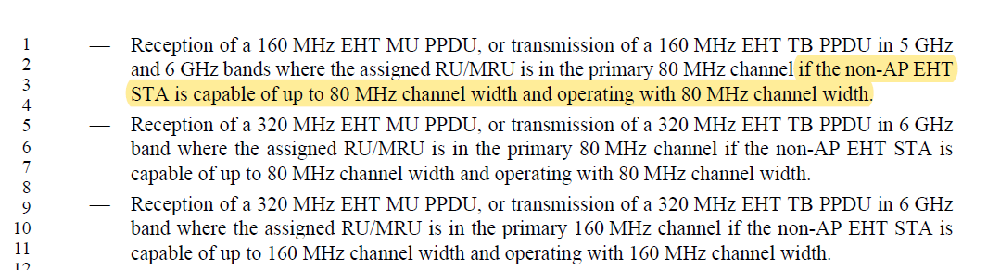 1 — Reception of a 160 MHz EHT MU PPDU, or transmission of a 160 MHz EHT TB PPDU in 5 GHz
2 and 6 GHz bands where the assigned RU/MRU is in the primary 80 MHz channel if the non-AP EHT
3 STA is capable of up to 80 MHz channel width and operating with 80 MHz channel width.
4
5 — Reception of a 320 MHz EHT MU PPDU, or transmission of a 320 MHz EHT TB PPDU in 6 GHz
6 band where the assigned RU/MRU is in the primary 80 MHz channel if the non-AP EHT STA is
7 capable of up to 80 MHz channel width and operating with 80 MHz channel width.
8
9 — Reception of a 320 MHz EHT MU PPDU, or transmission of a 320 MHz EHT TB PPDU in 6 GHz
10 band where the assigned RU/MRU is in the primary 160 MHz channel if the non-AP EHT STA is
11 capable of up to 160 MHz channel width and operating with 160 MHz channel width.
12